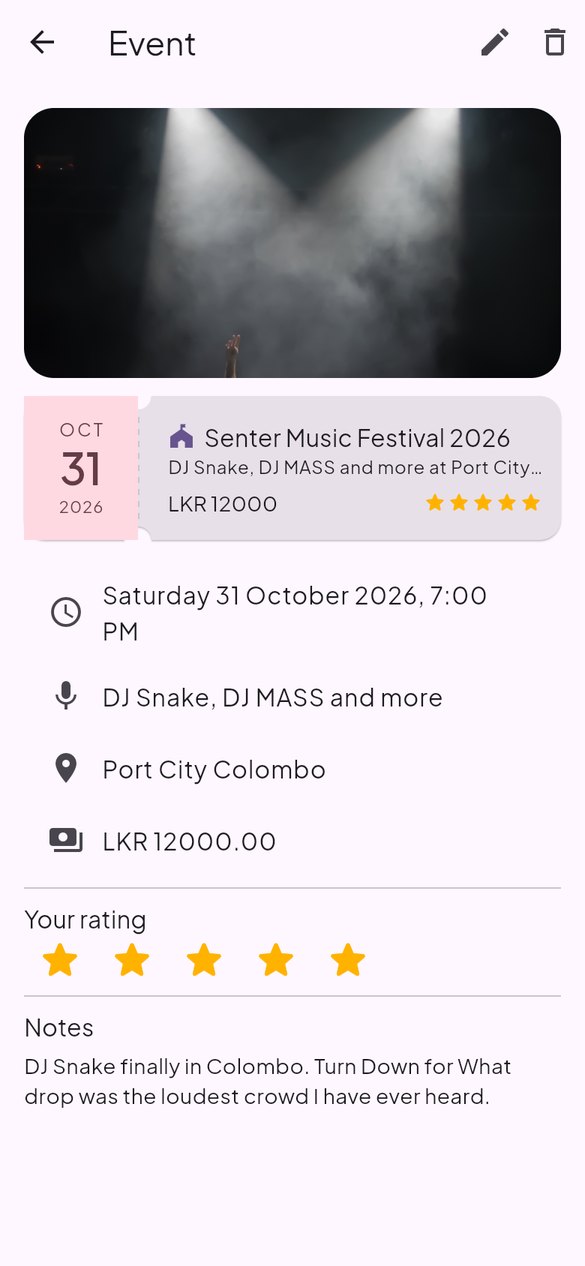 Event
OCT
31
2026
Senter Music Festival 2026
DJ Snake, DJ MASS and more at Port City...
LKR 12000
Saturday 31 October 2026, 7:00
PM
DJ Snake, DJ MASS and more
Port City Colombo
LKR 12000.00
Your rating
Notes
DJ Snake finally in Colombo. Turn Down for What
drop was the loudest crowd I have ever heard.